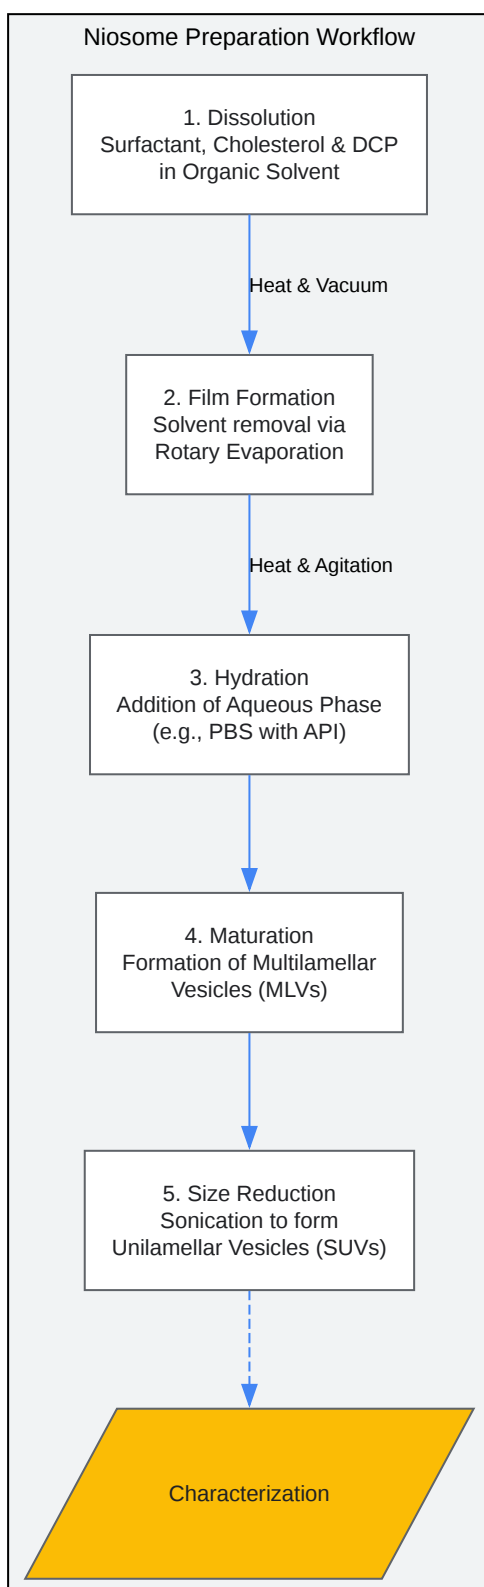 Niosome Preparation Workflow
1. Dissolution
Surfactant, Cholesterol & DCP
in Organic Solvent
Heat & Vacuum
2. Film Formation
Solvent removal via
Rotary Evaporation
Heat & Agitation
3. Hydration
Addition of Aqueous Phase
(e.g., PBS with API)
4. Maturation
Formation of Multilamellar
Vesicles (MLVs)
5. Size Reduction
Sonication to form
Unilamellar Vesicles (SUVs)
Characterization